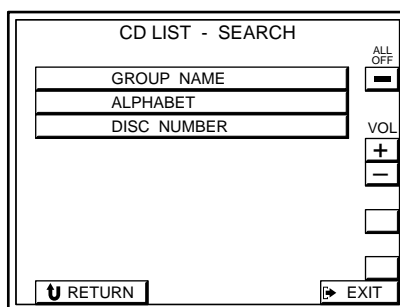 CD LIST - SEARCH
ALL
OFF
GROUP NAME
ALPHABET
DISC NUMBER
VOL
+
−
RETURN
EXIT